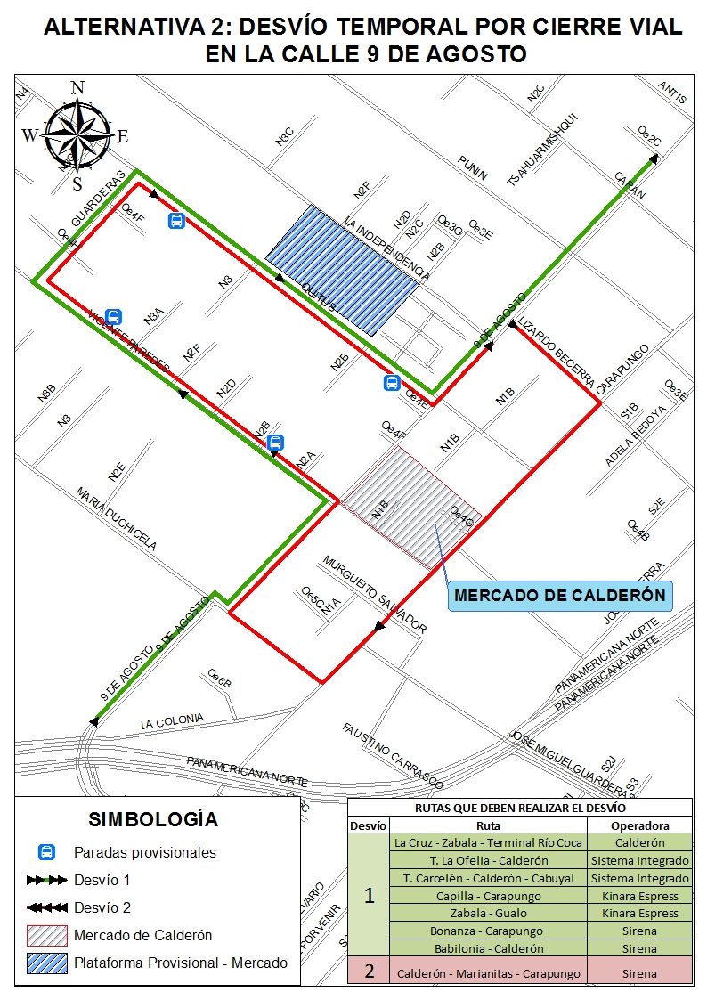 ALTERNATIVA 2: DESVÍO TEMPORAL POR CIERRE VIAL
EN LA CALLE 9 DE AGOSTO
N
W
E
S
N4
N3C
N2C
ANTIS
Oe2C
TSAHUARMISHQUI
PUNIN
CARAN
GUARDERAS
Oe4F
Oe4H
N2F
LA INDEPENDENCIA
N2D
N2C
Oe3G
Oe3E
N2B
N3
QUITUS
9 DE AGOSTO
LIZARDO BECERRA
CARAPUNGO
VICENTE PAREDES
N3A
N2F
N2B
N2D
Oe4E
N1B
S1B
Oe3E
ADELA BEDOYA
N3B
N3
N2B
N2A
Oe4F
N1B
N2E
N1B
Oe4G
S2E
Oe4B
MARIA DUCHICELA
MURGUEITO SALVADOR
Oe5C
N1A
MERCADO DE CALDERÓN
9 DE AGOSTO
9 DE AGOSTO
PANAMERICANA NORTE
PANAMERICANA NORTE
Oe6B
LA COLONIA
PANAMERICANA NORTE
FAUSTINO CARRASCO
JOSE MIGUEL GUARDERA
S2J
S3
SIMBOLOGÍA
Paradas provisionales
Desvío 1
Desvío 2
Mercado de Calderón
Plataforma Provisional - Mercado
RUTAS QUE DEBEN REALIZAR EL DESVÍO
Desvío Ruta Operadora
1
La Cruz - Zabala - Terminal Río Coca Calderón
T. La Ofelia - Calderón Sistema Integrado
T. Carcelén - Calderón - Cabuyal Sistema Integrado
Capilla - Carapungo Kinara Espress
Zabala - Gualo Kinara Espress
Bonanza - Carapungo Sirena
Babilonia - Calderón Sirena
2 Calderón - Marianitas - Carapungo Sirena